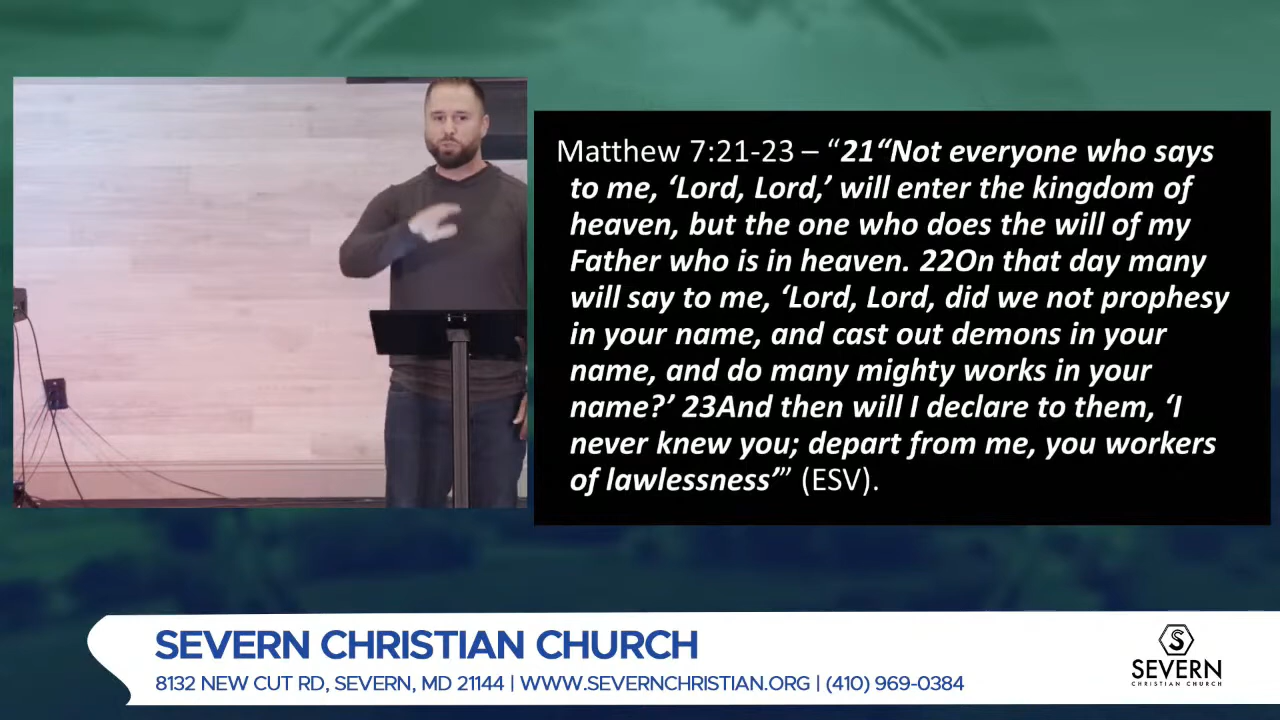 Matthew 7:21-23 – “21“Not everyone who says
to me, ‘Lord, Lord,’ will enter the kingdom of
heaven, but the one who does the will of my
Father who is in heaven. 22On that day many
will say to me, ‘Lord, Lord, did we not prophesy
in your name, and cast out demons in your
name, and do many mighty works in your
name?’ 23And then will I declare to them, ‘I
never knew you; depart from me, you workers
of lawlessness’” (ESV).
SEVERN CHRISTIAN CHURCH
8132 NEW CUT RD, SEVERN, MD 21144 | WWW.SEVERNCHRISTIAN.ORG | (410) 969-0384
S
SEVERN
CHRISTIAN CHURCH